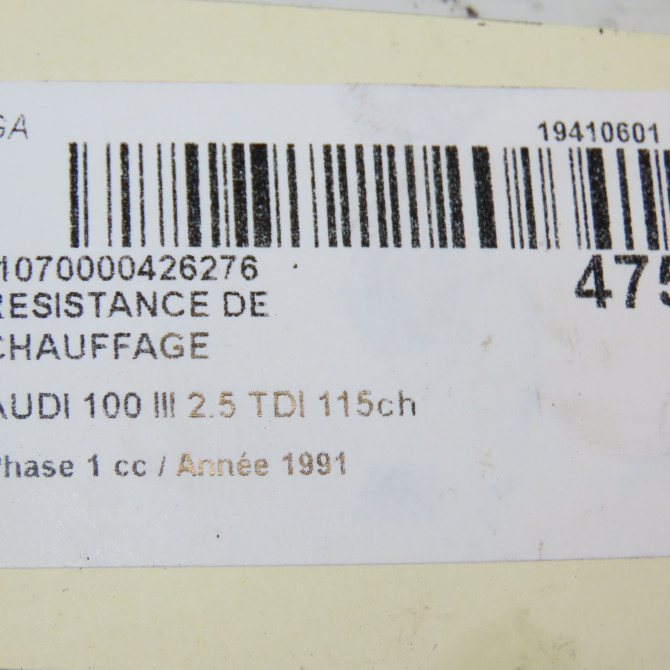 GA 19410601
1070000426276
475
RESISTANCE DE
CHAUFFAGE
AUDI 100 III 2.5 TDI 115ch
Phase 1 cc / Année 1991